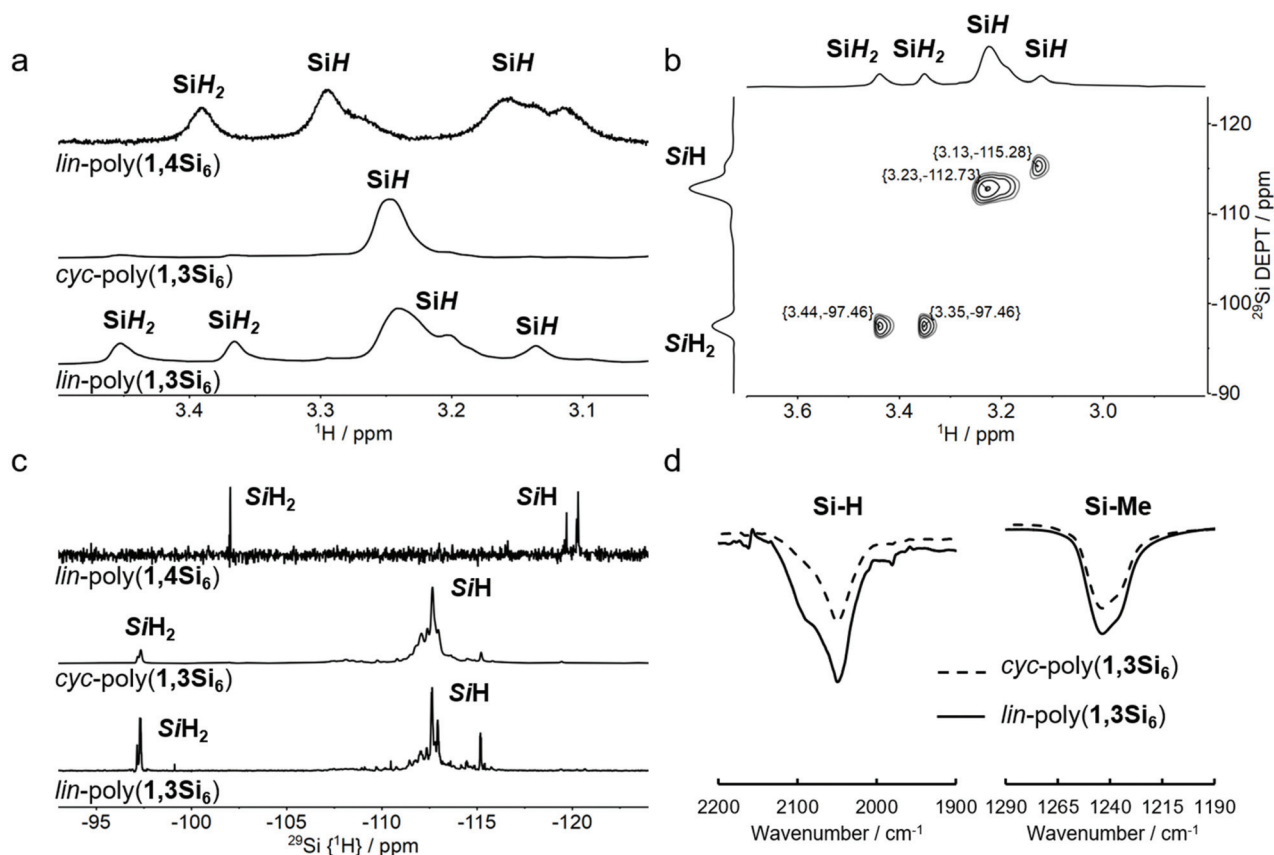 a
SiH₂
SiH
SiH
lin-poly(1,4Si₆)
SiH
cyc-poly(1,3Si₆)
SiH₂
SiH₂
SiH
SiH
lin-poly(1,3Si₆)
3.4 3.3 3.2 3.1
¹H / ppm
b
SiH₂ SiH₂ SiH SiH
SiH
SiH₂
{3.13,-115.28}
{3.23,-112.73}
{3.44,-97.46} {3.35,-97.46}
-120
-110
-100
-90
²⁹Si DEPT / ppm
3.6 3.4 3.2 3.0
¹H / ppm
c
SiH₂
SiH
lin-poly(1,4Si₆)
SiH₂
SiH
cyc-poly(1,3Si₆)
SiH₂
SiH
lin-poly(1,3Si₆)
-95 -100 -105 -110 -115 -120
²⁹Si {¹H} / ppm
d
Si-H
Si-Me
cyc-poly(1,3Si₆)
lin-poly(1,3Si₆)
2200 2100 2000 1900
Wavenumber / cm⁻¹
1290 1265 1240 1215 1190
Wavenumber / cm⁻¹